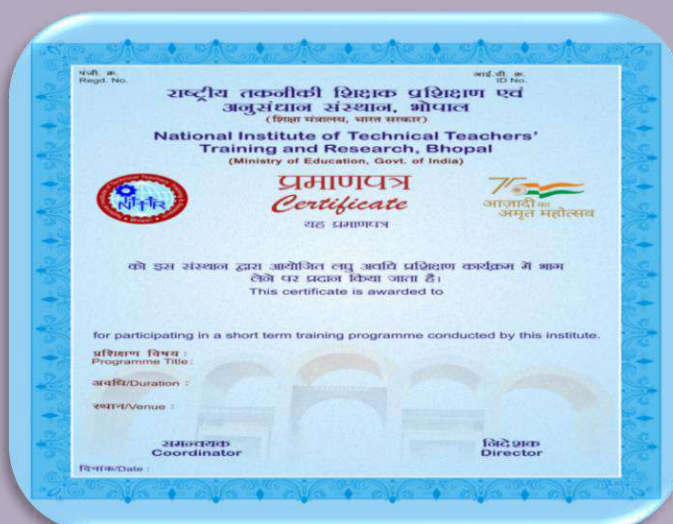 पंजी. क्र.
Regd. No.
आई.डी. क्र.
ID No.
राष्ट्रीय तकनीकी शिक्षक प्रशिक्षण एवं
अनुसंधान संस्थान, भोपाल
(शिक्षा मंत्रालय, भारत सरकार)
National Institute of Technical Teachers'
Training and Research, Bhopal
(Ministry of Education, Govt. of India)
NITTTR
प्रमाणपत्र
Certificate
यह प्रमाणपत्र
75
आज़ादी का
अमृत महोत्सव
को इस संस्थान द्वारा आयोजित लघु अवधि प्रशिक्षण कार्यक्रम में भाग
लेने पर प्रदान किया जाता है।
This certificate is awarded to
for participating in a short term training programme conducted by this institute.
प्रशिक्षण विषय :
Programme Title :
अवधि/Duration :
स्थान/Venue :
समन्वयक
Coordinator
निदेशक
Director
दिनांक/Date :